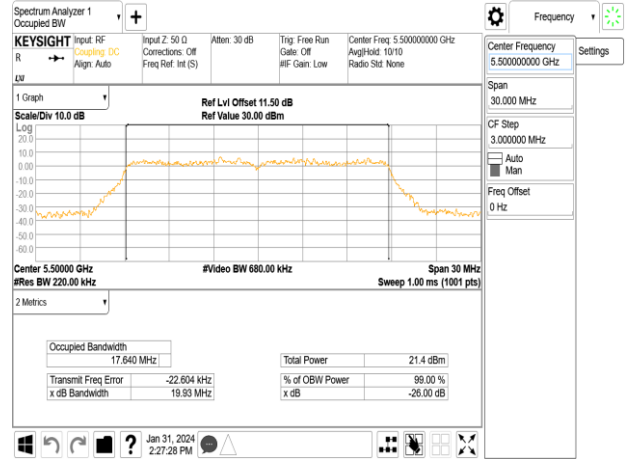 Spectrum Analyzer 1
Occupied BW
KEYSIGHT
R
Input: RF
Coupling: DC
Align: Auto
Input Z: 50 Ω
Corrections: Off
Freq Ref: Int (S)
Atten: 30 dB
Trig: Free Run
Gate: Off
#IF Gain: Low
Center Freq: 5.500000000 GHz
Avg|Hold: 10/10
Radio Std: None
1 Graph
Scale/Div 10.0 dB
Ref Lvl Offset 11.50 dB
Ref Value 30.00 dBm
Log
20.0
10.0
0.00
-10.0
-20.0
-30.0
-40.0
-50.0
-60.0
Center 5.50000 GHz
#Video BW 680.00 kHz
Span 30 MHz
#Res BW 220.00 kHz
Sweep 1.00 ms (1001 pts)
2 Metrics
Occupied Bandwidth
17.640 MHz
Total Power 21.4 dBm
Transmit Freq Error -22.604 kHz
% of OBW Power 99.00 %
x dB Bandwidth 19.93 MHz
x dB -26.00 dB
?
Jan 31, 2024
2:27:28 PM
Frequency
Settings
Center Frequency
5.500000000 GHz
Span
30.000 MHz
CF Step
3.000000 MHz
Auto
Man
Freq Offset
0 Hz